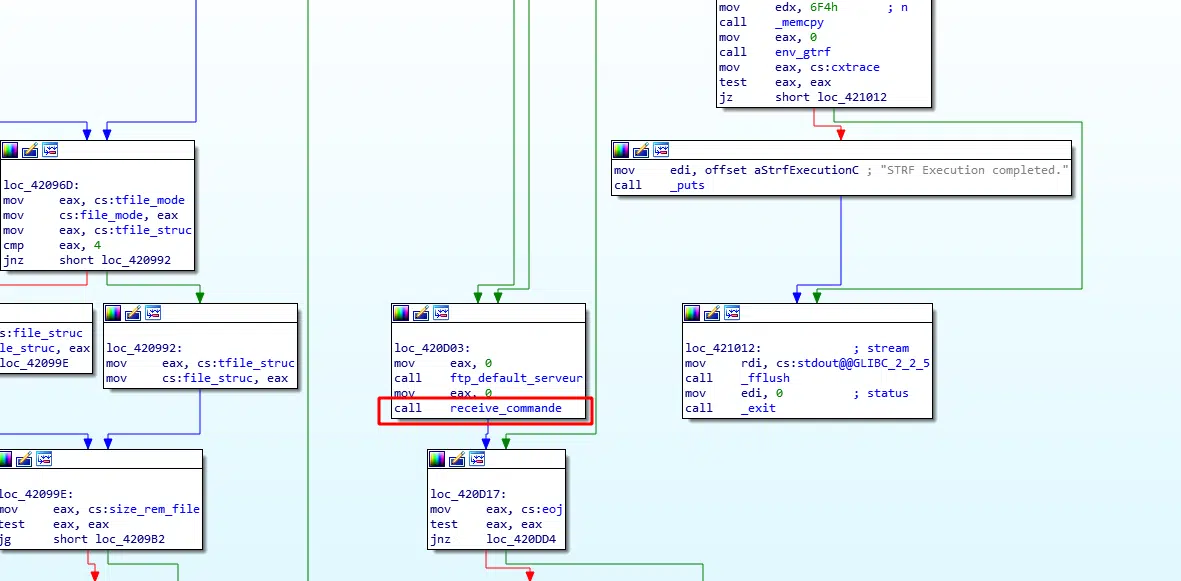 mov edx, 6F4h ; n
call _memcpy
mov eax, 0
call env_gtrf
mov eax, cs:cxtrace
test eax, eax
jz short loc_421012
loc_42096D:
mov eax, cs:tfile_mode
mov cs:file_mode, eax
mov eax, cs:tfile_struc
cmp eax, 4
jnz short loc_420992
mov edi, offset aStrfExecutionC ; "STRF Execution completed."
call _puts
s:file_struc
le_struc, eax
loc_42099E
loc_420992:
mov eax, cs:tfile_struc
mov cs:file_struc, eax
loc_420D03:
mov eax, 0
call ftp_default_serveur
mov eax, 0
call receive_commande
loc_421012: ; stream
mov rdi, cs:stdout@@GLIBC_2_2_5
call _fflush
mov edi, 0 ; status
call _exit
loc_42099E:
mov eax, cs:size_rem_file
test eax, eax
jg short loc_4209B2
loc_420D17:
mov eax, cs:eoj
test eax, eax
jnz loc_420DD4